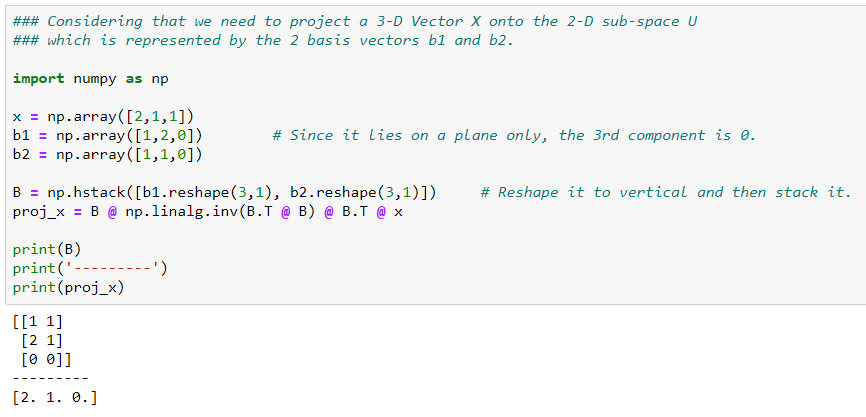 ### Considering that we need to project a 3-D Vector X onto the 2-D sub-space U
### which is represented by the 2 basis vectors b1 and b2.
import numpy as np
x = np.array([2,1,1])
b1 = np.array([1,2,0])        # Since it lies on a plane only, the 3rd component is 0.
b2 = np.array([1,1,0])
B = np.hstack([b1.reshape(3,1), b2.reshape(3,1)])     # Reshape it to vertical and then stack it.
proj_x = B @ np.linalg.inv(B.T @ B) @ B.T @ x
print(B)
print('---------')
print(proj_x)
[[1 1]
 [2 1]
 [0 0]]
---------
[2. 1. 0.]